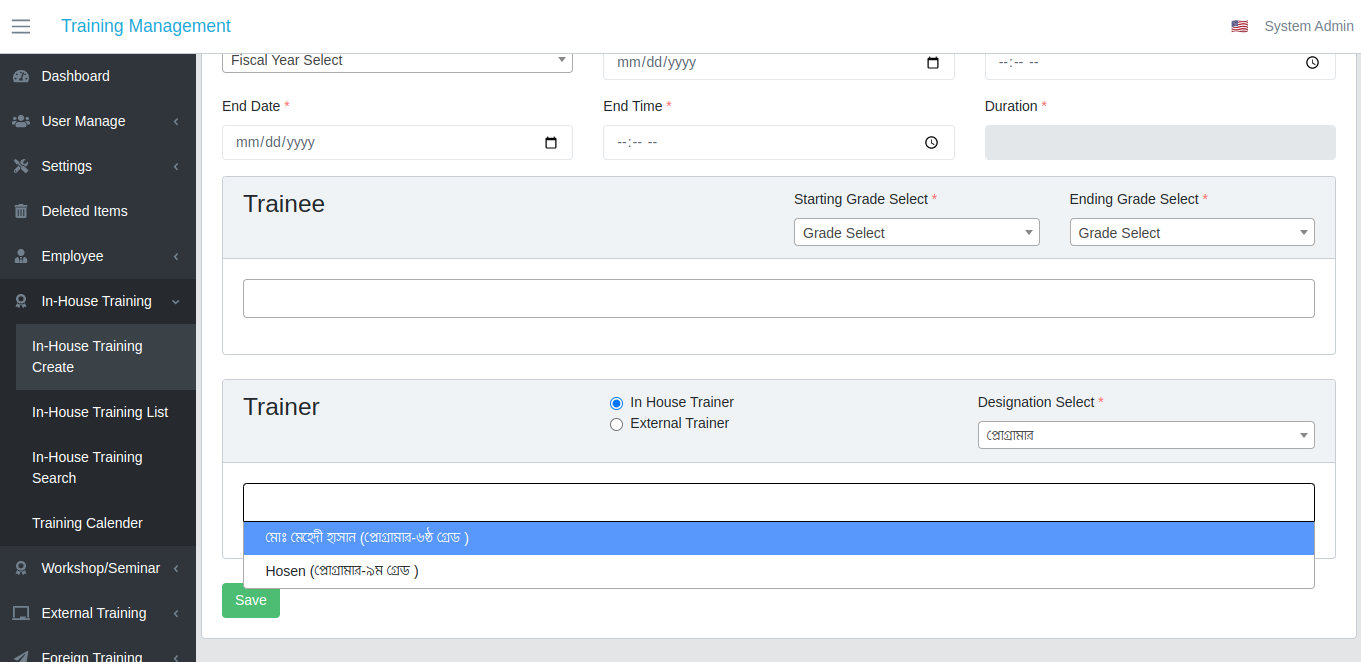 Training Management
System Admin
Dashboard
User Manage
Settings
Deleted Items
Employee
In-House Training
In-House Training
Create
In-House Training List
In-House Training
Search
Training Calender
Workshop/Seminar
External Training
Foreign Training
Fiscal Year Select
mm/dd/yyyy
--:-- --
End Date *
End Time *
Duration *
mm/dd/yyyy
--:-- --
Trainee
Starting Grade Select *
Ending Grade Select *
Grade Select
Grade Select
Trainer
In House Trainer
External Trainer
Designation Select *
প্রোগ্রামার
মোঃ মেহেদী হাসান (প্রোগ্রামার-৬ষ্ঠ গ্রেড )
Hosen (প্রোগ্রামার-৯ম গ্রেড )
Save